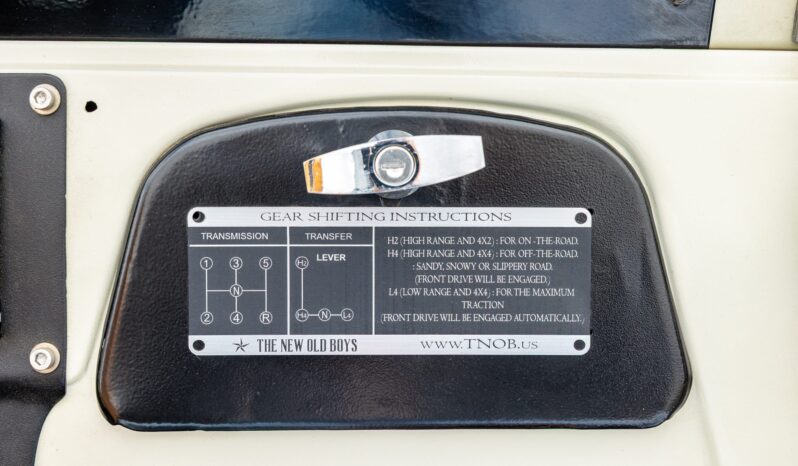 GEAR SHIFTING INSTRUCTIONS
TRANSMISSION
1 3 5
N
2 4 R
TRANSFER
LEVER
H2
H4 N L4
H2 (HIGH RANGE AND 4X2) : FOR ON -THE-ROAD.
H4 (HIGH RANGE AND 4X4) : FOR OFF-THE-ROAD.
: SANDY, SNOWY OR SLIPPERY ROAD.
(FRONT DRIVE WILL BE ENGAGED.)
L4 (LOW RANGE AND 4X4) : FOR THE MAXIMUM
TRACTION
(FRONT DRIVE WILL BE ENGAGED AUTOMATICALLY.)
THE NEW OLD BOYS
WWW.TNOB.US